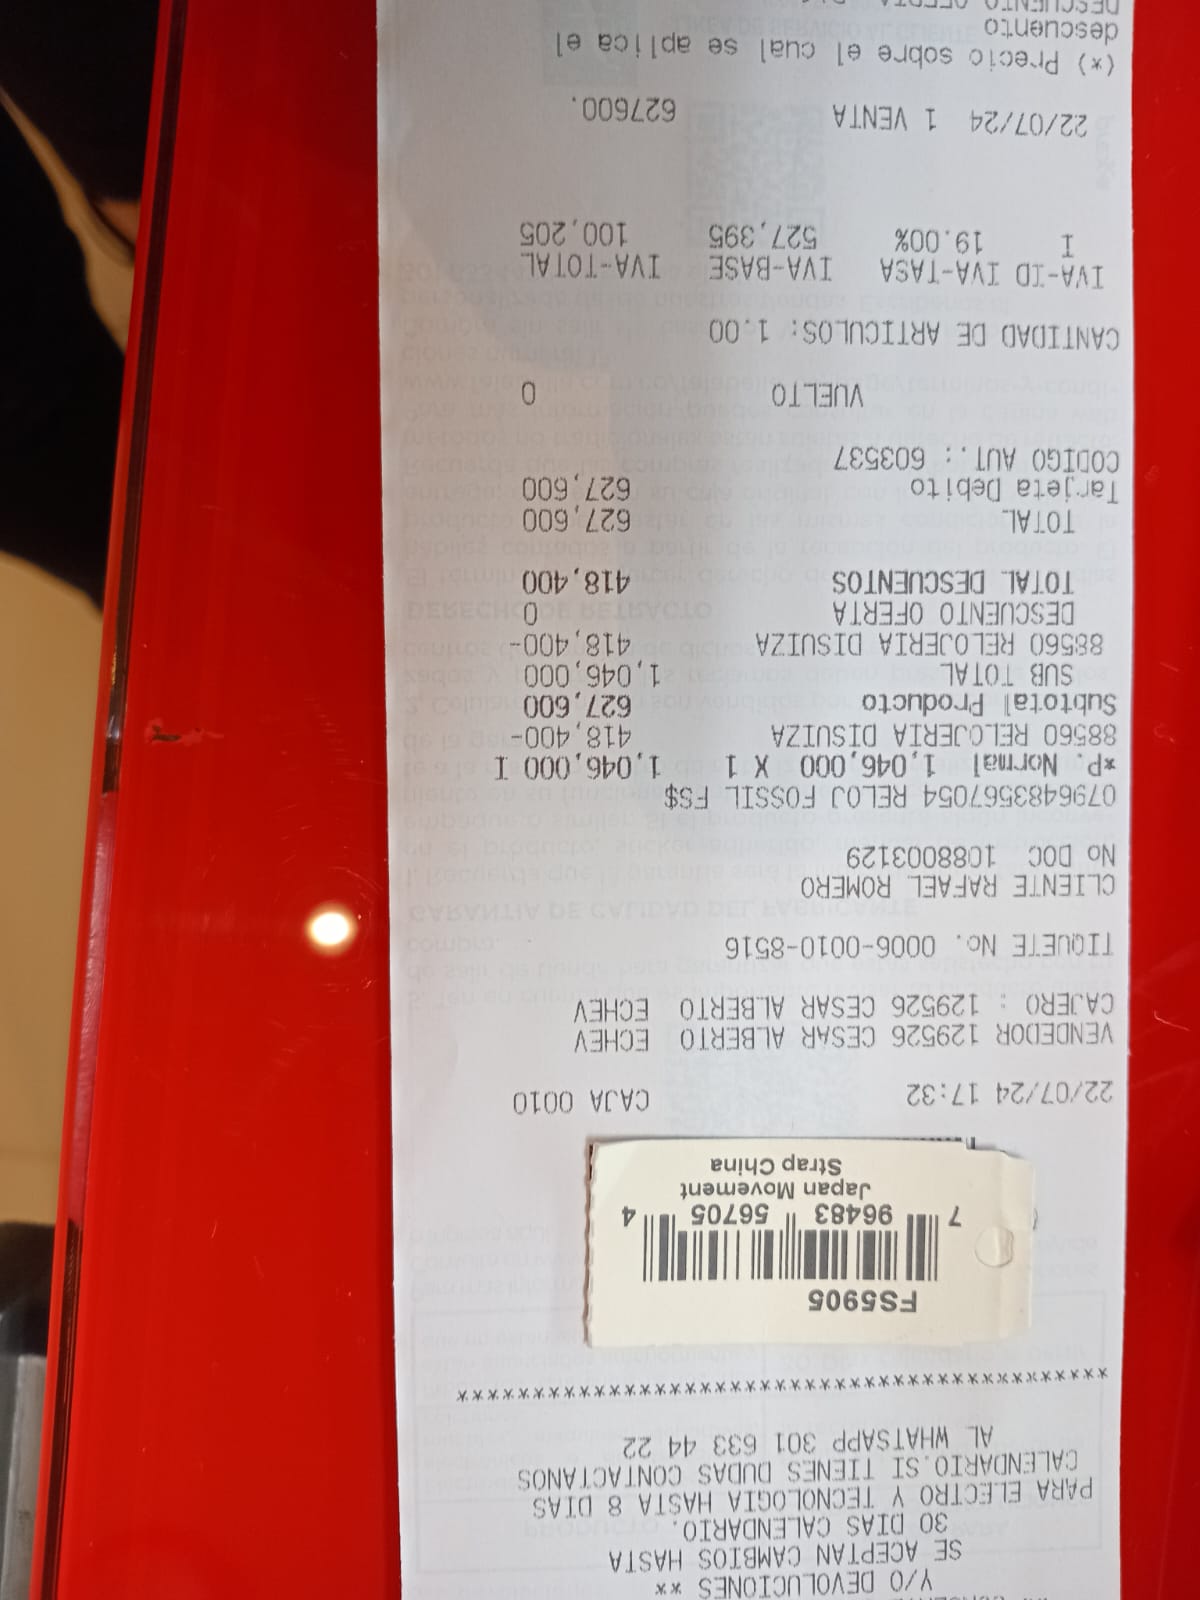 Y/O DEVOLUCIONES **
SE ACEPTAN CAMBIOS HASTA
30 DIAS CALENDARIO.
PARA ELECTRO Y TECNOLOGIA HASTA 8 DIAS
CALENDARIO.SI TIENES DUDAS CONTACTANOS
AL WHATSAPP 301 633 44 22
*******************************************
FS5905
7 96483 56705 4
Japan Movement
Strap China
22/07/24 17:32 CAJA 0010
VENDEDOR 129526 CESAR ALBERTO ECHEV
CAJERO : 129526 CESAR ALBERTO ECHEV
TIQUETE No. 0006-0010-8516
CLIENTE RAFAEL ROMERO
No DOC 1088003129
0796483567054 RELOJ FOSSIL FS$
*P. Normal 1,046,000 X 1 1,046,000 I
88560 RELOJERIA DISUIZA 418,400-
Subtotal Producto 627,600
SUB TOTAL 1,046,000
88560 RELOJERIA DISUIZA 418,400-
DESCUENTO OFERTA 0
TOTAL DESCUENTOS 418,400
TOTAL 627,600
Tarjeta Debito 627,600
CODIGO AUT.: 603537
VUELTO 0
CANTIDAD DE ARTICULOS: 1.00
IVA-ID IVA-TASA IVA-BASE IVA-TOTAL
I 19.00% 527,395 100,205
22/07/24 1 VENTA 627600.
(*) Precio sobre el cual se aplica el
descuento
DESCUENTO OFERTA